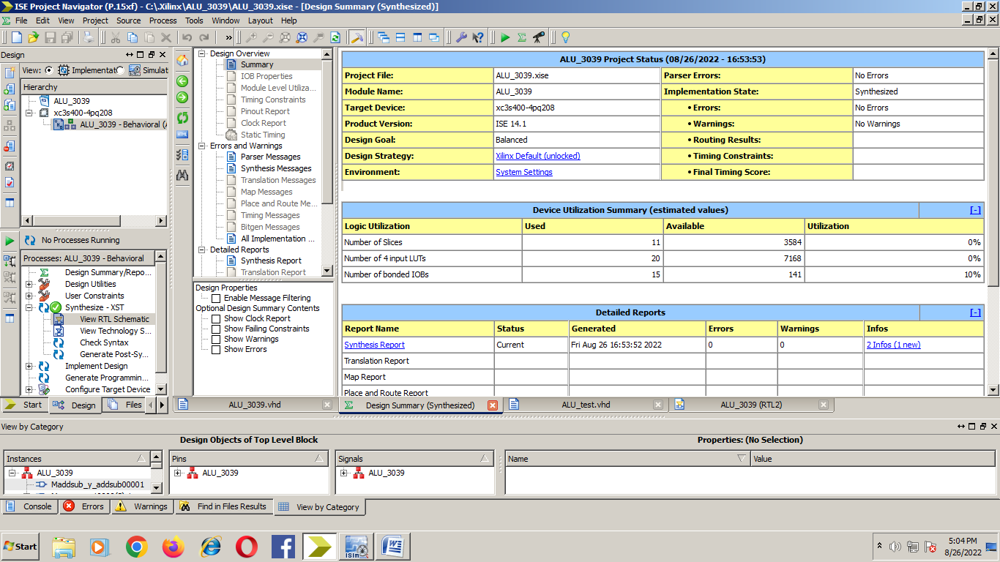 ISE Project Navigator (P.15xf) - C:\Xilinx\ALU_3039\ALU_3039.xise - [Design Summary (Synthesized)]
File Edit View Project Source Process Tools Window Layout Help
»
Design
View: Implementat Simulat
Hierarchy
ALU_3039
xc3s400-4pq208
ALU_3039 - Behavioral (A
No Processes Running
Processes: ALU_3039 - Behavioral
Design Summary/Repo...
Design Utilities
User Constraints
Synthesize - XST
View RTL Schematic
View Technology S...
Check Syntax
Generate Post-Sy...
Implement Design
Generate Programmin...
Configure Target Device
Start Design Files
Design Overview
Summary
IOB Properties
Module Level Utiliza...
Timing Constraints
Pinout Report
Clock Report
Static Timing
Errors and Warnings
Parser Messages
Synthesis Messages
Translation Messages
Map Messages
Place and Route Me...
Timing Messages
Bitgen Messages
All Implementation ...
Detailed Reports
Synthesis Report
Translation Report
Design Properties
Enable Message Filtering
Optional Design Summary Contents
Show Clock Report
Show Failing Constraints
Show Warnings
Show Errors
ALU_3039 Project Status (08/26/2022 - 16:53:53)
Project File: ALU_3039.xise Parser Errors: No Errors
Module Name: ALU_3039 Implementation State: Synthesized
Target Device: xc3s400-4pq208 • Errors: No Errors
Product Version: ISE 14.1 • Warnings: No Warnings
Design Goal: Balanced • Routing Results:
Design Strategy: Xilinx Default (unlocked) • Timing Constraints:
Environment: System Settings • Final Timing Score:
Device Utilization Summary (estimated values) [-]
Logic Utilization Used Available Utilization
Number of Slices 11 3584 0%
Number of 4 input LUTs 20 7168 0%
Number of bonded IOBs 15 141 10%
Detailed Reports [-]
Report Name Status Generated Errors Warnings Infos
Synthesis Report Current Fri Aug 26 16:53:52 2022 0 0 2 Infos (1 new)
Translation Report
Map Report
Place and Route Report
ALU_3039.vhd Design Summary (Synthesized) ALU_test.vhd ALU_3039 (RTL2)
View by Category
Design Objects of Top Level Block Properties: (No Selection)
Instances Pins Signals Name Value
ALU_3039 ALU_3039 ALU_3039
Maddsub_y_addsub00001
Console Errors Warnings Find in Files Results View by Category
Start ISim 5:04 PM
8/26/2022